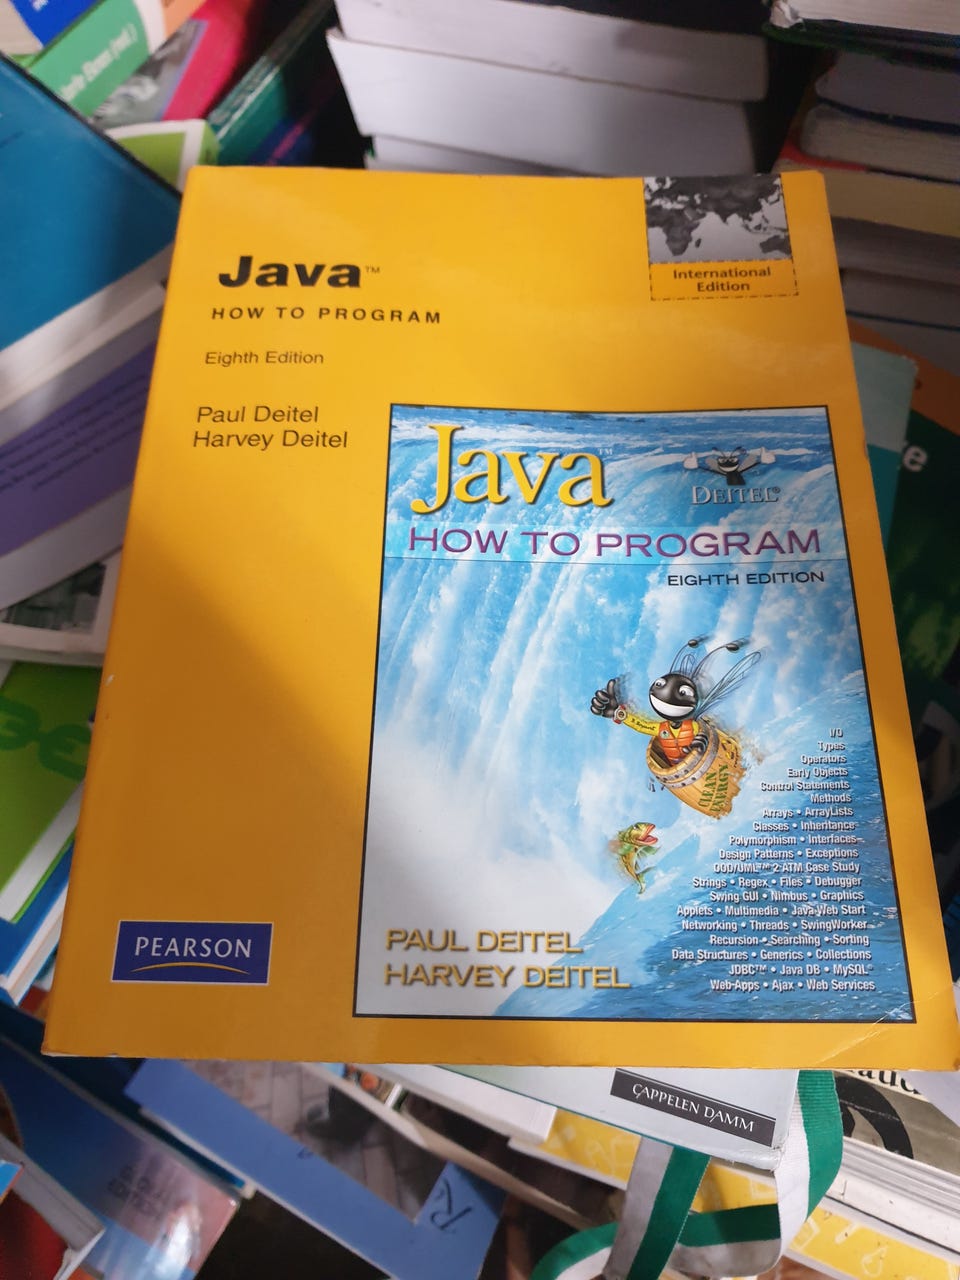 Java™
HOW TO PROGRAM
Eighth Edition
Paul Deitel
Harvey Deitel
International
Edition
Java™
DEITEL®
HOW TO PROGRAM
EIGHTH EDITION
CLEAN
ENERGY
I/O
Types
Operators
Early Objects
Control Statements
Methods
Arrays • ArrayLists
Classes • Inheritance
Polymorphism • Interfaces
Design Patterns • Exceptions
OOD/UML™ 2 ATM Case Study
Strings • Regex • Files • Debugger
Swing GUI • Nimbus • Graphics
Applets • Multimedia • Java Web Start
Networking • Threads • SwingWorker
Recursion • Searching • Sorting
Data Structures • Generics • Collections
JDBC™ • Java DB • MySQL®
Web-Apps • Ajax • Web Services
PAUL DEITEL
HARVEY DEITEL
PEARSON
CAPPELEN DAMM